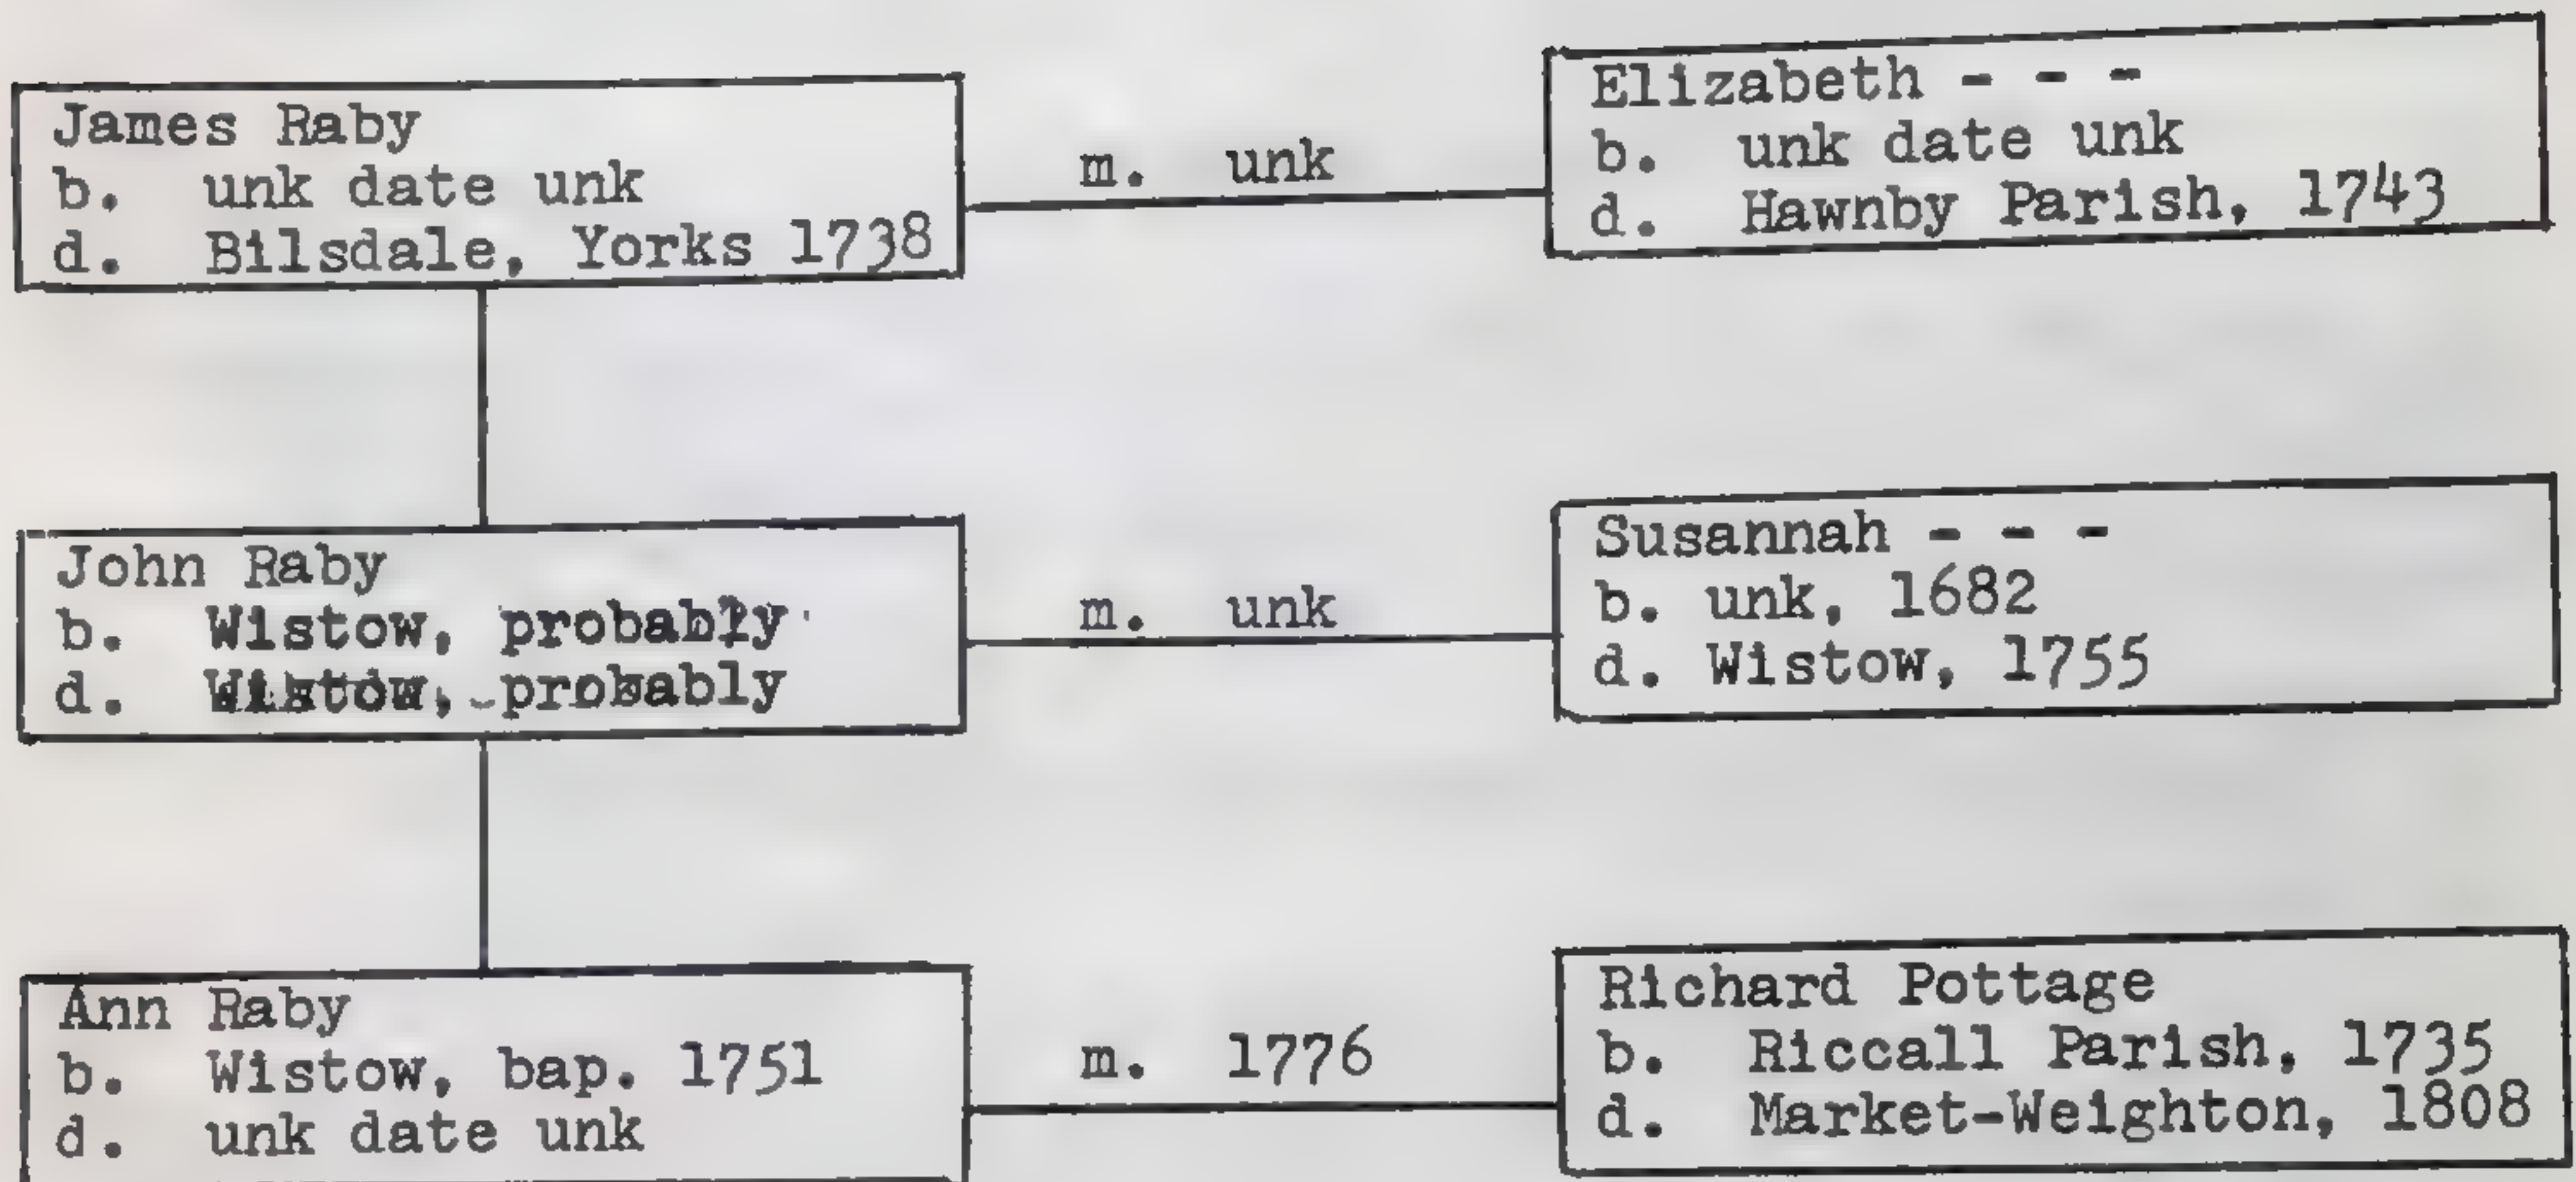 James Raby
b. unk date unk
d. Bilsdale, Yorks 1738
m. unk
Elizabeth - - -
b. unk date unk
d. Hawnby Parish, 1743
John Raby
b. Wistow, probably
d. Wistow, probably
m. unk
Susannah - - -
b. unk, 1682
d. Wistow, 1755
Ann Raby
b. Wistow, bap. 1751
d. unk date unk
m. 1776
Richard Pottage
b. Riccall Parish, 1735
d. Market-Weighton, 1808